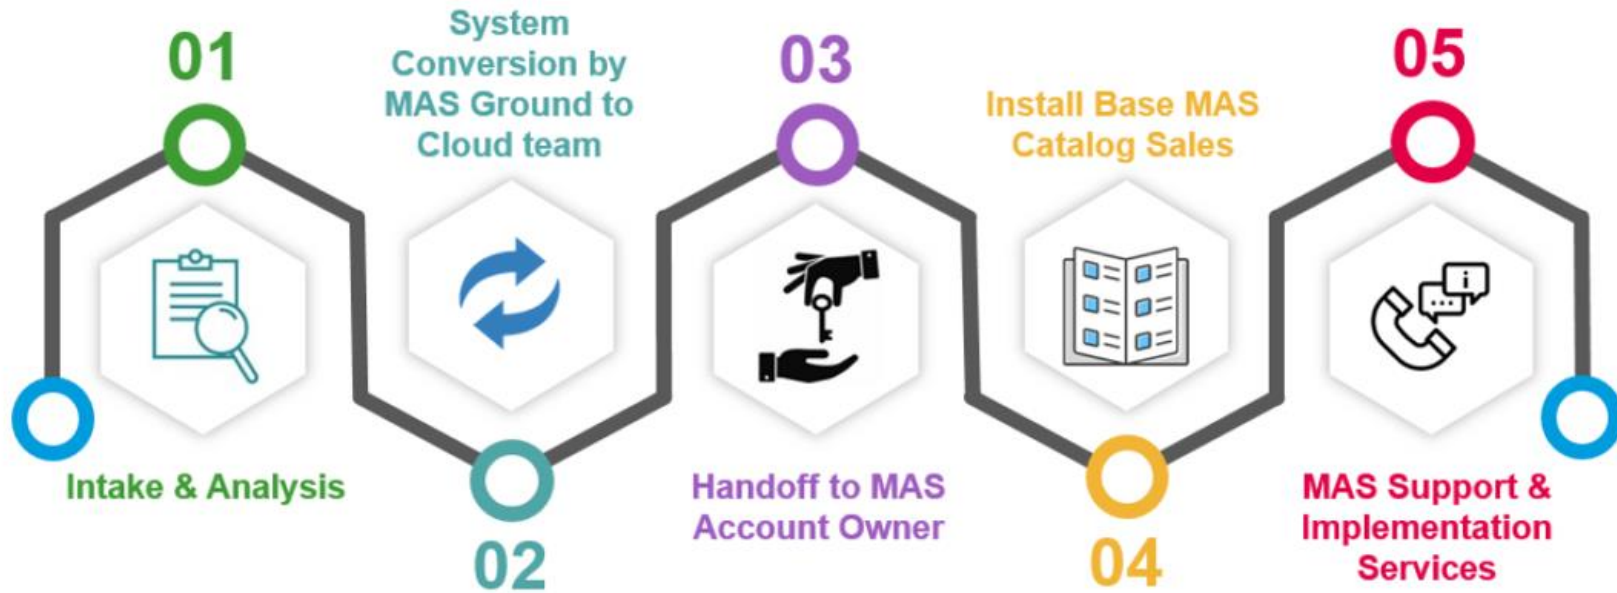 01
Intake & Analysis
System
Conversion by
MAS Ground to
Cloud team
02
03
Handoff to MAS
Account Owner
Install Base MAS
Catalog Sales
04
05
i
MAS Support &
Implementation
Services